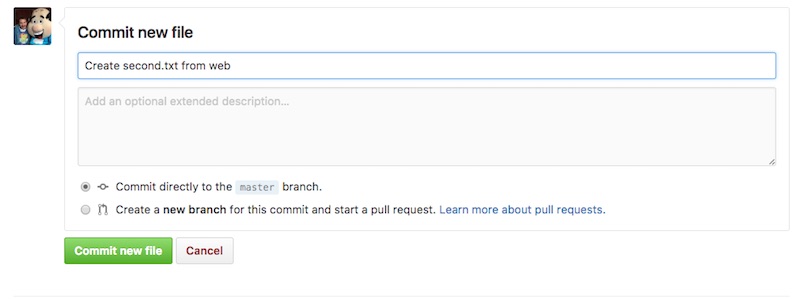 Commit new file
Create second.txt from web
Add an optional extended description...
Commit directly to the master branch.
Create a new branch for this commit and start a pull request. Learn more about pull requests.
Commit new file Cancel